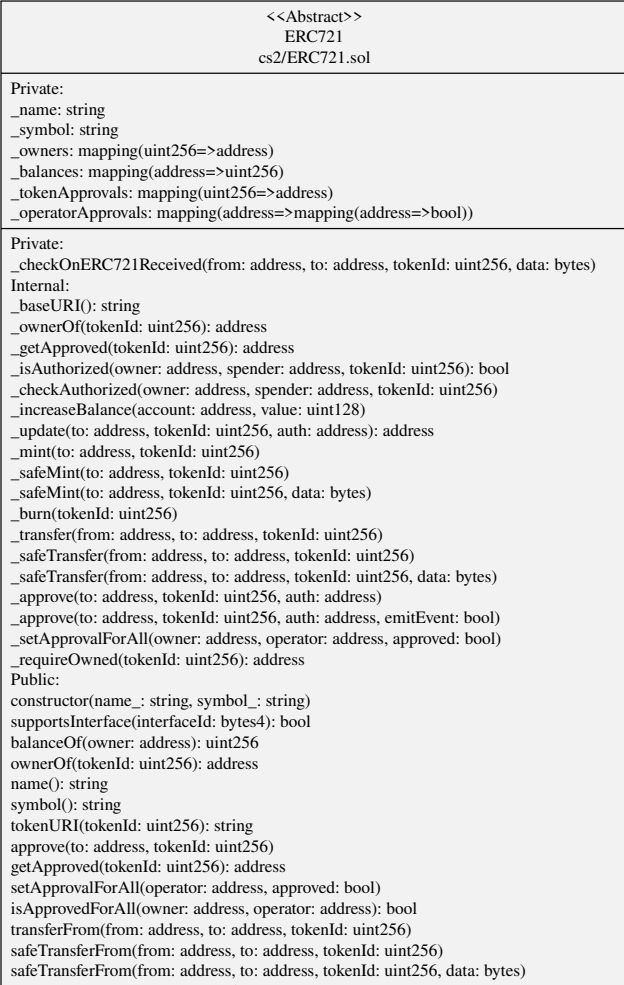 <<Abstract>>
ERC721
cs2/ERC721.sol
Private:
_name: string
_symbol: string
_owners: mapping(uint256=>address)
_balances: mapping(address=>uint256)
_tokenApprovals: mapping(uint256=>address)
_operatorApprovals: mapping(address=>mapping(address=>bool))
Private:
_checkOnERC721Received(from: address, to: address, tokenId: uint256, data: bytes)
Internal:
_baseURI(): string
_ownerOf(tokenId: uint256): address
_getApproved(tokenId: uint256): address
_isAuthorized(owner: address, spender: address, tokenId: uint256): bool
_checkAuthorized(owner: address, spender: address, tokenId: uint256)
_increaseBalance(account: address, value: uint128)
_update(to: address, tokenId: uint256, auth: address): address
_mint(to: address, tokenId: uint256)
_safeMint(to: address, tokenId: uint256)
_safeMint(to: address, tokenId: uint256, data: bytes)
_burn(tokenId: uint256)
_transfer(from: address, to: address, tokenId: uint256)
_safeTransfer(from: address, to: address, tokenId: uint256)
_safeTransfer(from: address, to: address, tokenId: uint256, data: bytes)
_approve(to: address, tokenId: uint256, auth: address)
_approve(to: address, tokenId: uint256, auth: address, emitEvent: bool)
_setApprovalForAll(owner: address, operator: address, approved: bool)
_requireOwned(tokenId: uint256): address
Public:
constructor(name_: string, symbol_: string)
supportsInterface(interfaceId: bytes4): bool
balanceOf(owner: address): uint256
ownerOf(tokenId: uint256): address
name(): string
symbol(): string
tokenURI(tokenId: uint256): string
approve(to: address, tokenId: uint256)
getApproved(tokenId: uint256): address
setApprovalForAll(operator: address, approved: bool)
isApprovedForAll(owner: address, operator: address): bool
transferFrom(from: address, to: address, tokenId: uint256)
safeTransferFrom(from: address, to: address, tokenId: uint256)
safeTransferFrom(from: address, to: address, tokenId: uint256, data: bytes)